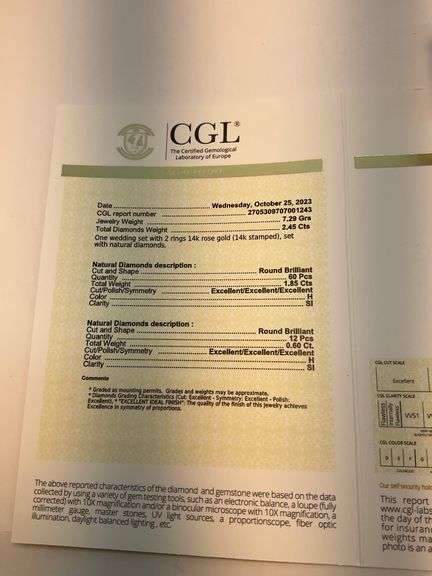 CGL®
The Certified Gemological
Laboratory of Europe
Date Wednesday, October 25, 2023
CGL report number 2705309707001243
Jewelry Weight 7.29 Grs
Total Diamonds Weight 2.45 Cts
One wedding set with 2 rings 14k rose gold (14k stamped), set
with natural diamonds.
Natural Diamonds description :
Cut and Shape Round Brilliant
Quantity 60 Pcs
Total Weight 1.85 Cts
Cut/Polish/Symmetry Excellent/Excellent/Excellent
Color H
Clarity SI
Natural Diamonds description :
Cut and Shape Round Brilliant
Quantity 12 Pcs
Total Weight 0.60 Ct.
Cut/Polish/Symmetry Excellent/Excellent/Excellent
Color H
Clarity SI
Comments
* Graded as mounting permits. Grades and weights may be approximate.
* Diamonds Grading Characteristics (Cut: Excellent - Symmetry: Excellent - Polish:
Excellent). * "EXCELLENT IDEAL FINISH": The quality of the finish of this jewelry achieves
Excellence in symmetry of proportions.
The above reported characteristics of the diamond and gemstone were based on the data
collected by using a variety of gem testing tools, such as an electronic balance, a loupe (fully
corrected) with 10X magnification and/or a binocular microscope with 10X magnification, a
millimeter gauge, master stones, UV light sources, a proportionscope, fiber optic
illumination, daylight balanced lighting, etc.
CGL CUT SCALE
Excellent
CGL CLARITY SCALE
Flawless
Internally
Flawless
VVS1
CGL COLOR SCALE
D E F G
Our self security holo
This report
www.cgl-labs
the day of th
for insuran
weights ma
photo is an a